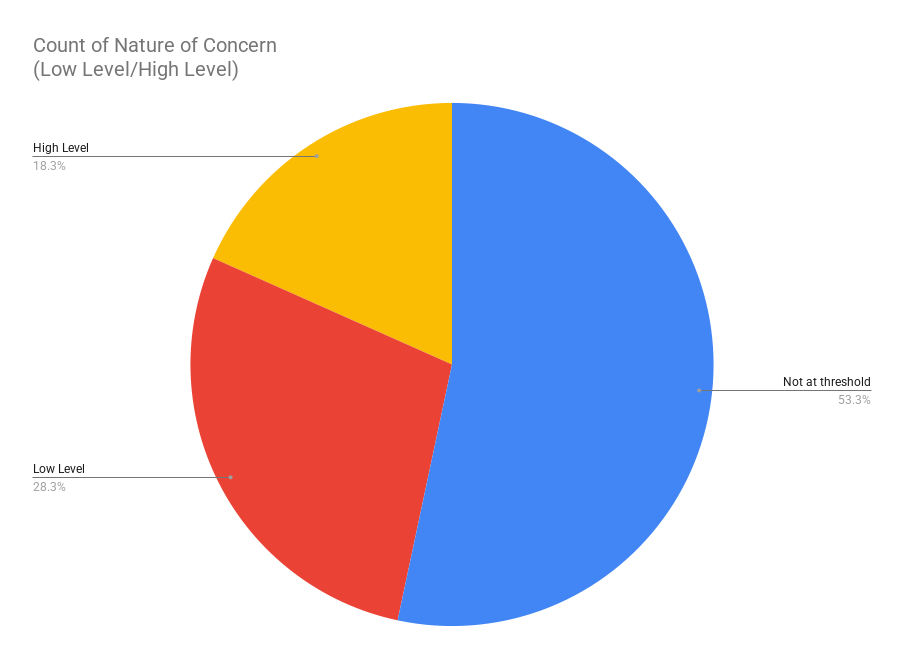 Count of Nature of Concern
(Low Level/High Level)
High Level
18.3%
Not at threshold
53.3%
Low Level
28.3%